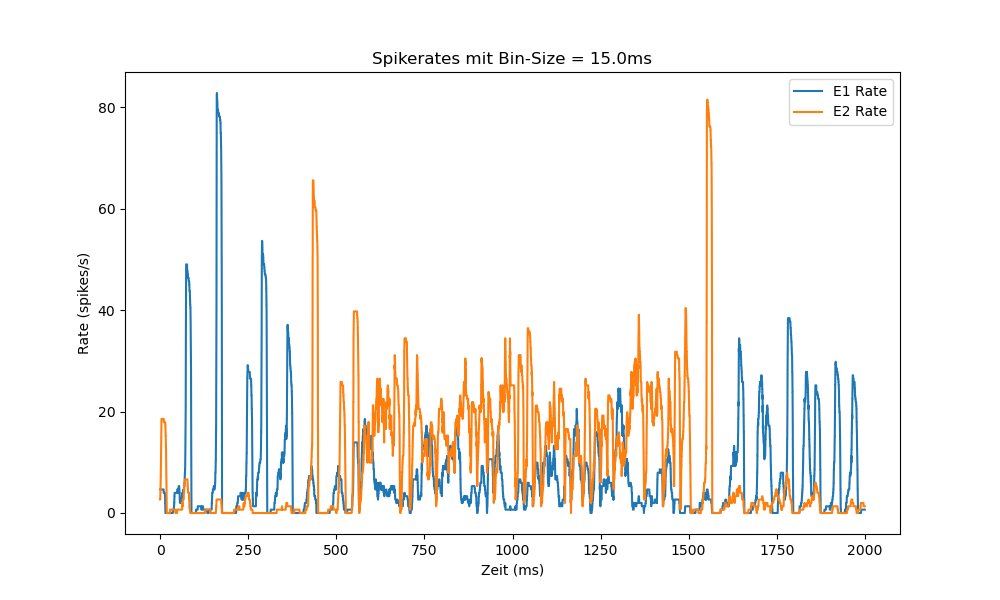 Spikerates mit Bin-Size = 15.0ms
E1 Rate
E2 Rate
80
60
40
20
0
Rate (spikes/s)
0 250 500 750 1000 1250 1500 1750 2000
Zeit (ms)